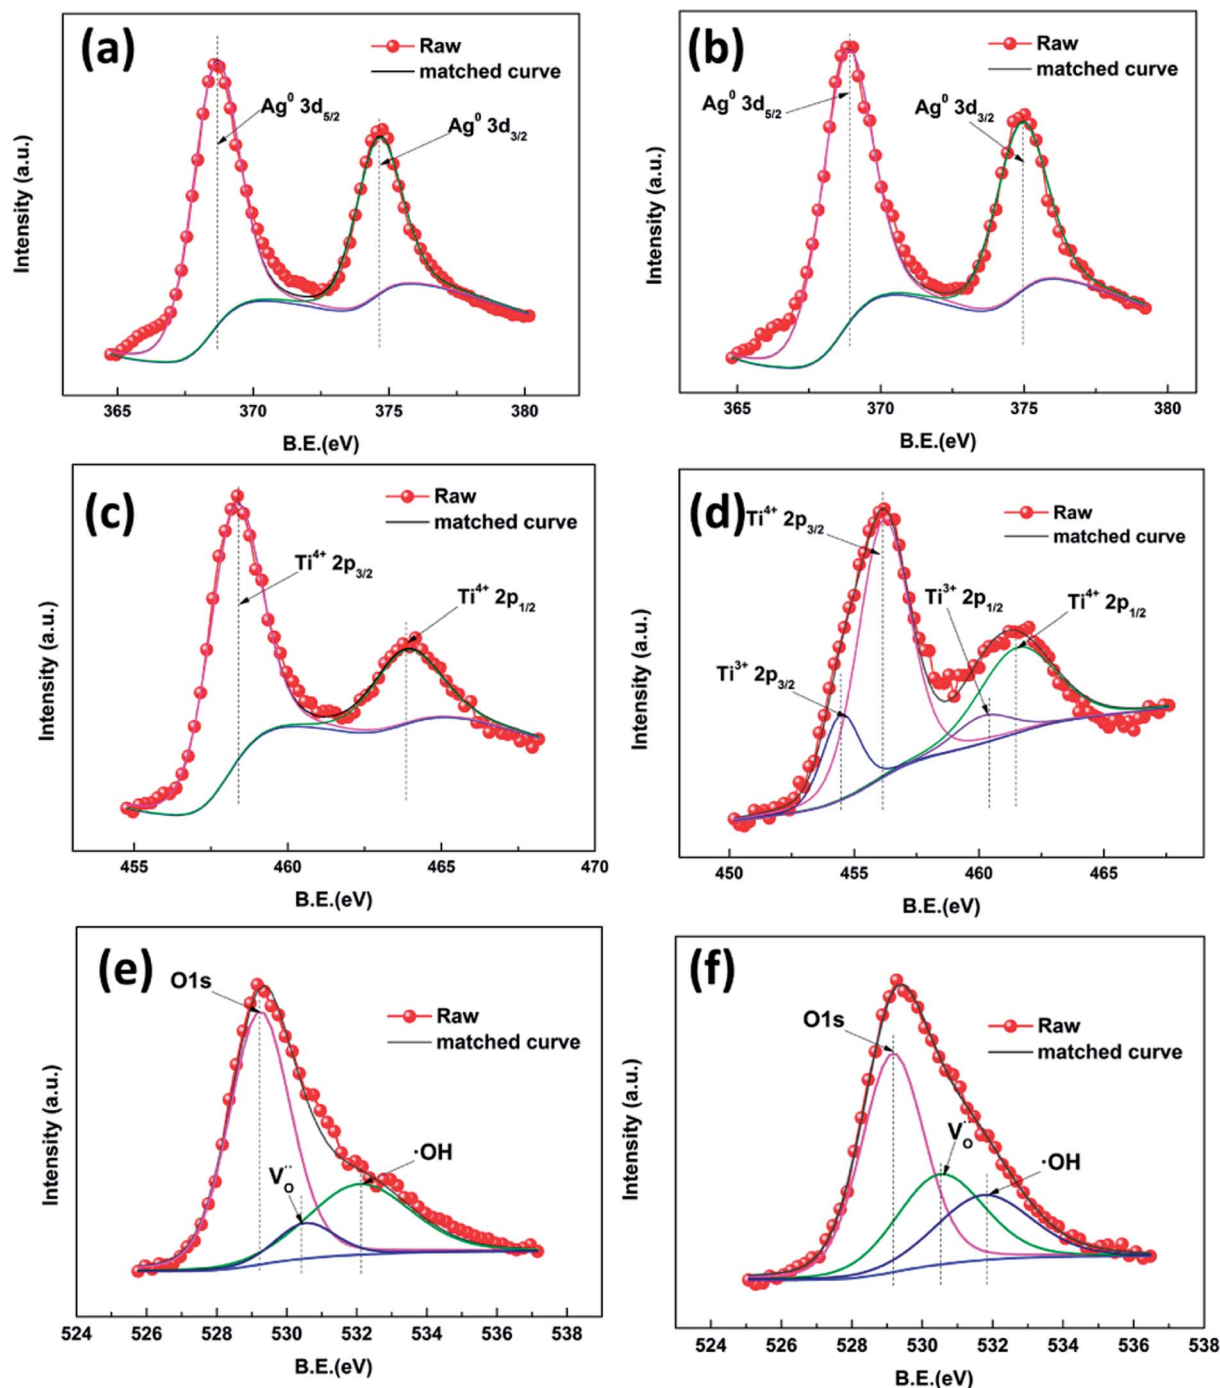 (a)
Raw
matched curve
Ag⁰ 3d₅/₂
Ag⁰ 3d₃/₂
Intensity (a.u.)
365 370 375 380
B.E.(eV)
(b)
Raw
matched curve
Ag⁰ 3d₅/₂
Ag⁰ 3d₃/₂
Intensity (a.u.)
365 370 375 380
B.E.(eV)
(c)
Raw
matched curve
Ti⁴⁺ 2p₃/₂
Ti⁴⁺ 2p₁/₂
Intensity (a.u.)
455 460 465 470
B.E.(eV)
(d)
Raw
matched curve
Ti⁴⁺ 2p₃/₂
Ti³⁺ 2p₁/₂
Ti⁴⁺ 2p₁/₂
Ti³⁺ 2p₃/₂
Intensity (a.u.)
450 455 460 465
B.E.(eV)
(e)
O1s
Raw
matched curve
V̈ₒ
·OH
Intensity (a.u.)
524 526 528 530 532 534 536 538
B.E.(eV)
(f)
O1s
Raw
matched curve
V̈ₒ
·OH
Intensity (a.u.)
524 526 528 530 532 534 536 538
B.E.(eV)